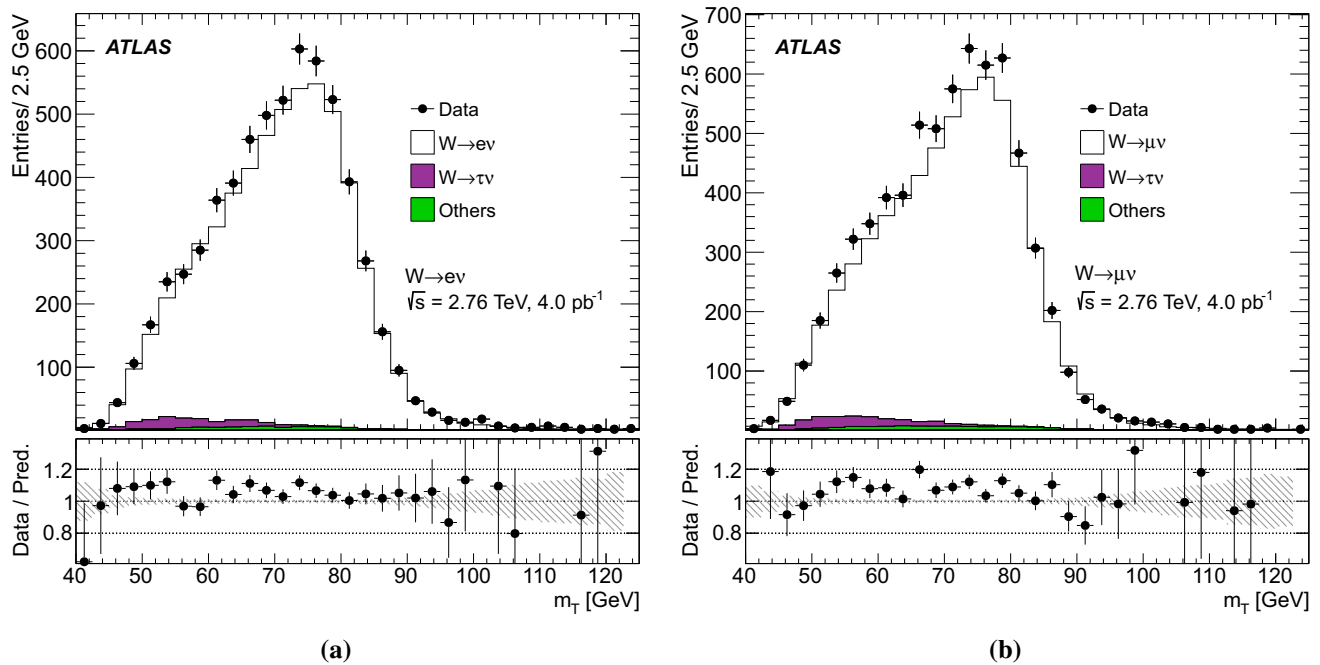 Entries/ 2.5 GeV
600
500
400
300
200
100
ATLAS
Data
W→eν
W→τν
Others
W→eν
√s = 2.76 TeV, 4.0 pb⁻¹
Data / Pred.
1.2
1
0.8
40 50 60 70 80 90 100 110 120
m_T [GeV]
(a)
Entries/ 2.5 GeV
700
600
500
400
300
200
100
ATLAS
Data
W→μν
W→τν
Others
W→μν
√s = 2.76 TeV, 4.0 pb⁻¹
Data / Pred.
1.2
1
0.8
40 50 60 70 80 90 100 110 120
m_T [GeV]
(b)